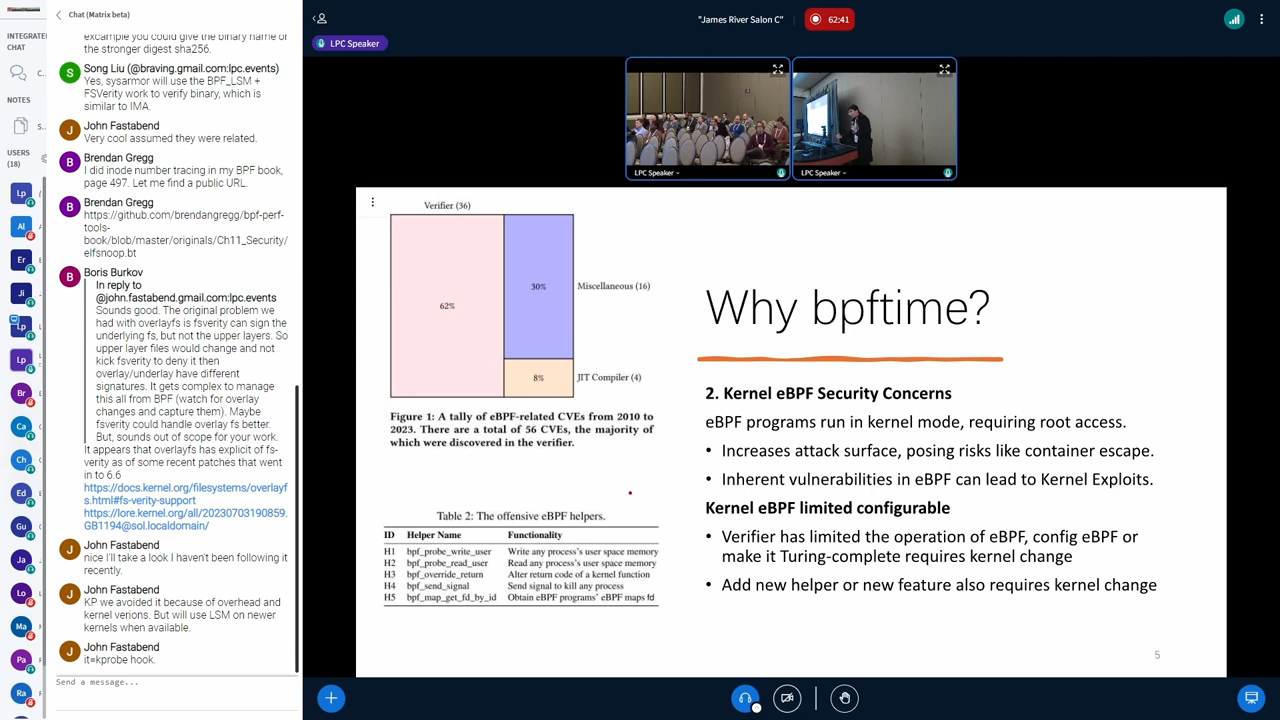 INTEGRATE
CHAT
C..
NOTES
S..
USERS
(18)
Lp
Al
Er
Ji
Lp
Lp
Br
Ca
Ch
Ed
Gu
Ja
Lo
Ma
Pa
Ra
Chat (Matrix beta)
excample you could give the binary name or
the stronger digest sha256.
S
Song Liu (@braving.gmail.com:lpc.events)
Yes, sysarmor will use the BPF_LSM +
FSVerity work to verify binary, which is
similar to IMA.
J
John Fastabend
Very cool assumed they were related.
B
Brendan Gregg
I did inode number tracing in my BPF book,
page 497. Let me find a public URL.
B
Brendan Gregg
https://github.com/brendangregg/bpf-perf-
tools-
book/blob/master/originals/Ch11_Security/
elfsnoop.bt
B
Boris Burkov
In reply to
@john.fastabend.gmail.com:lpc.events
Sounds good. The original problem we
had with overlayfs is fsverity can sign the
underlying fs, but not the upper layers. So
upper layer files would change and not
kick fsverity to deny it then
overlay/underlay have different
signatures. It gets complex to manage
this all from BPF (watch for overlay
changes and capture them). Maybe
fsverity could handle overlay fs better.
But, sounds out of scope for your work.
It appears that overlayfs has explicit of fs-
verity as of some recent patches that went
in to 6.6
https://docs.kernel.org/filesystems/overlayf
s.html#fs-verity-support
https://lore.kernel.org/all/20230703190859.
GB1194@sol.localdomain/
J
John Fastabend
nice I'll take a look I haven't been following it
recently.
J
John Fastabend
KP we avoided it because of overhead and
kernel verions. But will use LSM on newer
kernels when available.
J
John Fastabend
it=kprobe hook.
Send a message...
"James River Salon C"
62:41
LPC Speaker
LPC Speaker
LPC Speaker
Verifier (36)
62%
30%
Miscellaneous (16)
8%
JIT Compiler (4)
Figure 1: A tally of eBPF-related CVEs from 2010 to
2023. There are a total of 56 CVEs, the majority of
which were discovered in the verifier.
Table 2: The offensive eBPF helpers.
ID Helper Name Functionality
H1 bpf_probe_write_user Write any process's user space memory
H2 bpf_probe_read_user Read any process's user space memory
H3 bpf_override_return Alter return code of a kernel function
H4 bpf_send_signal Send signal to kill any process
H5 bpf_map_get_fd_by_id Obtain eBPF programs' eBPF maps fd
Why bpftime?
2. Kernel eBPF Security Concerns
eBPF programs run in kernel mode, requiring root access.
• Increases attack surface, posing risks like container escape.
• Inherent vulnerabilities in eBPF can lead to Kernel Exploits.
Kernel eBPF limited configurable
• Verifier has limited the operation of eBPF, config eBPF or
make it Turing-complete requires kernel change
• Add new helper or new feature also requires kernel change
5